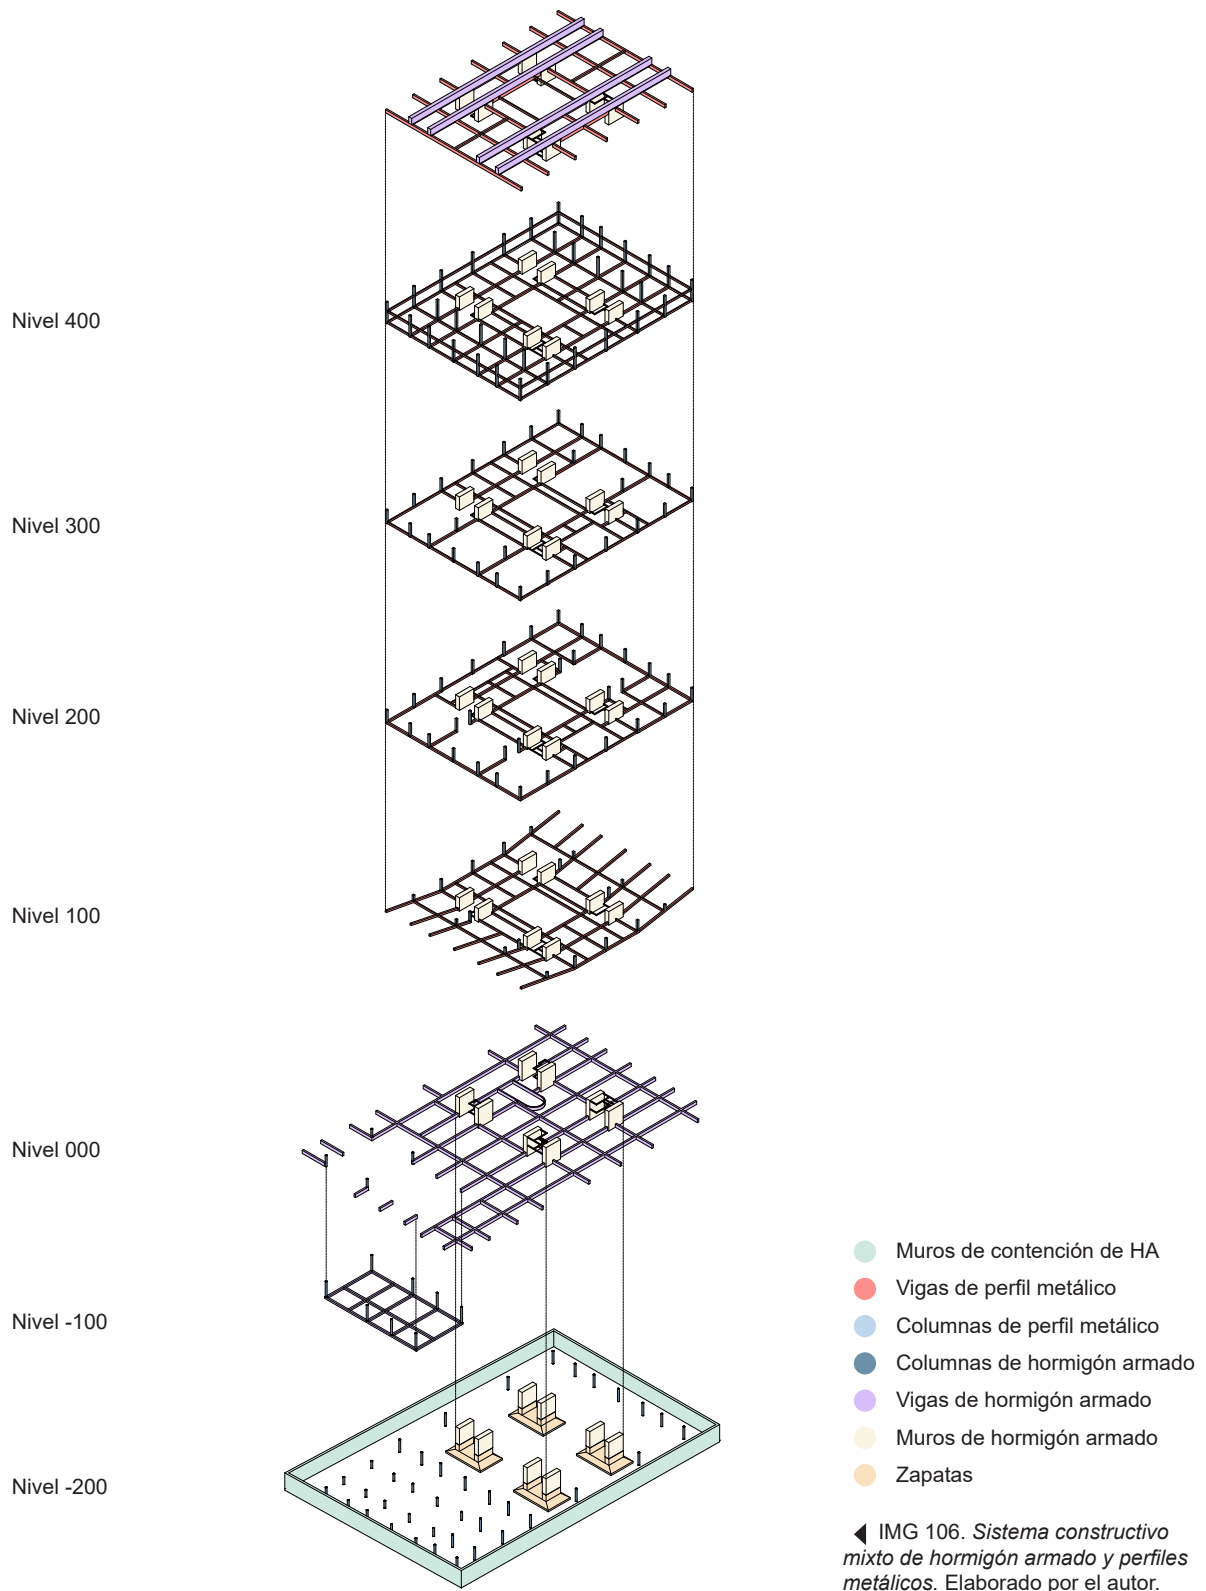 Nivel 400
Nivel 300
Nivel 200
Nivel 100
Nivel 000
Nivel -100
Nivel -200
Muros de contención de HA
Vigas de perfil metálico
Columnas de perfil metálico
Columnas de hormigón armado
Vigas de hormigón armado
Muros de hormigón armado
Zapatas
IMG 106. Sistema constructivo
mixto de hormigón armado y perfiles
metálicos. Elaborado por el autor.